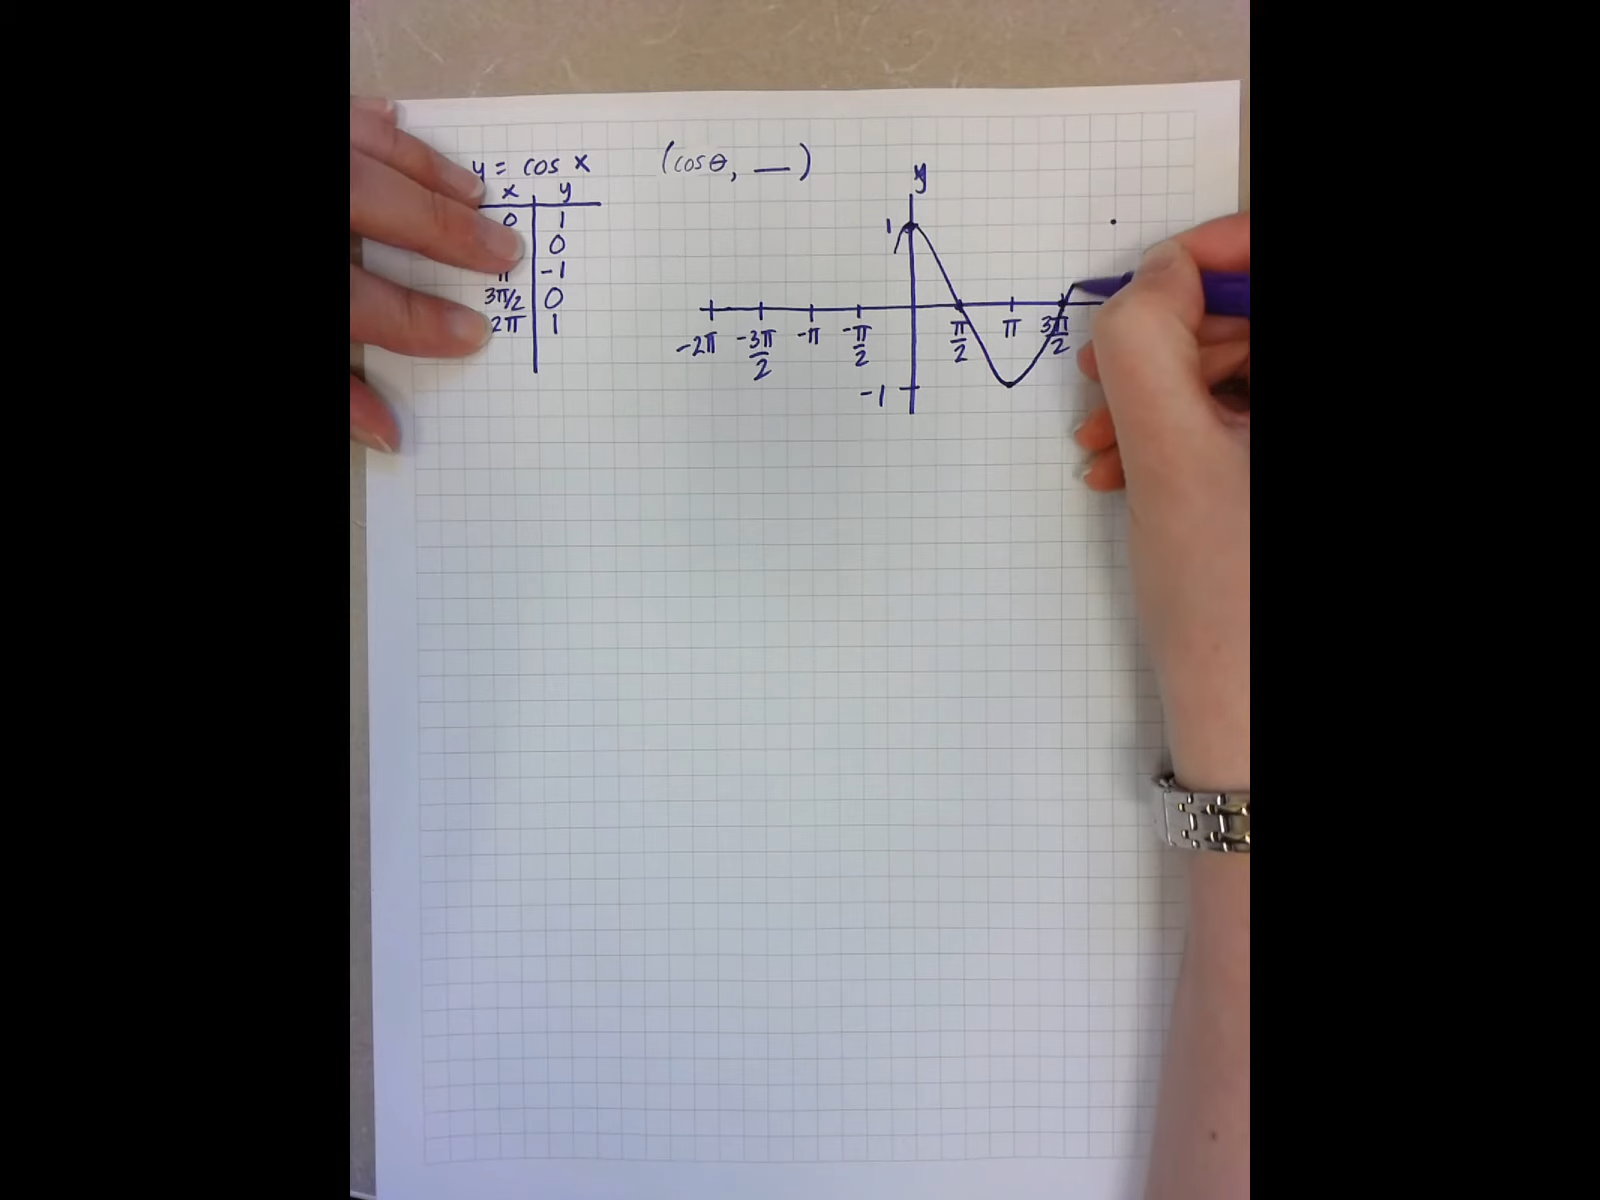 y = cos x
(cosθ, __)
x y
0 1
0
π -1
3π/2 0
2π 1
y
1
-2π -3π/2 -π -π/2 π/2 π 3π/2
-1